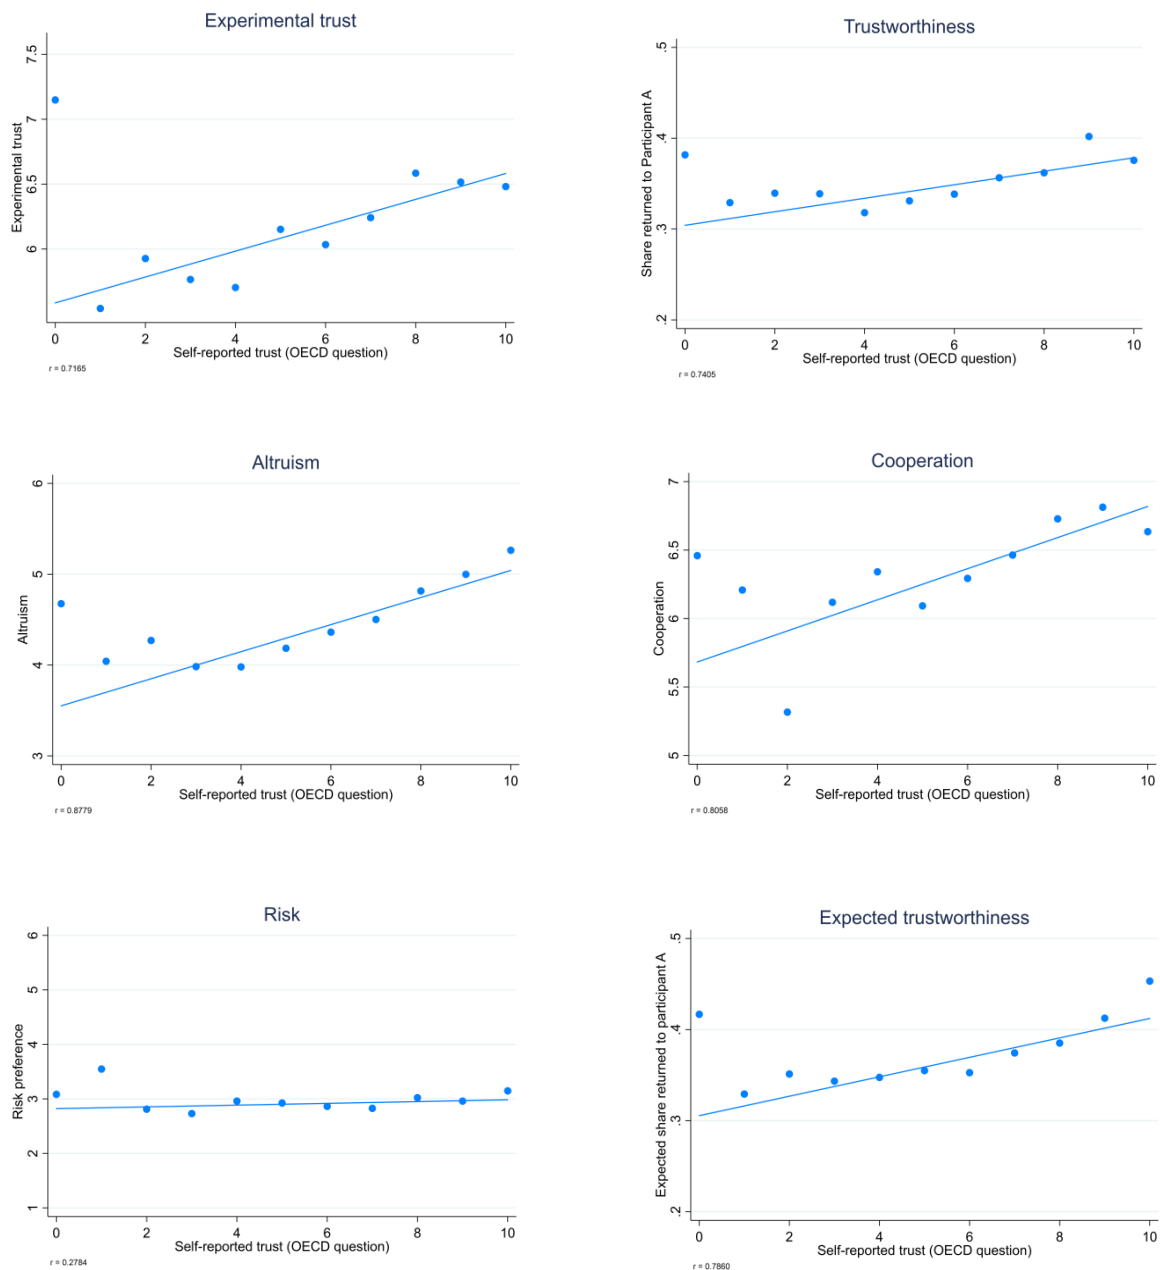 Experimental trust
Experimental trust
7.5
7
6.5
6
0 2 4 6 8 10
Self-reported trust (OECD question)
r = 0.7165
Trustworthiness
Share returned to Participant A
.5
.4
.3
.2
0 2 4 6 8 10
Self-reported trust (OECD question)
r = 0.7405
Altruism
Altruism
6
5
4
3
0 2 4 6 8 10
Self-reported trust (OECD question)
r = 0.8779
Cooperation
Cooperation
7
6.5
6
5.5
5
0 2 4 6 8 10
Self-reported trust (OECD question)
r = 0.8058
Risk
Risk preference
6
5
4
3
2
1
0 2 4 6 8 10
Self-reported trust (OECD question)
r = 0.2784
Expected trustworthiness
Expected share returned to participant A
.5
.4
.3
.2
0 2 4 6 8 10
Self-reported trust (OECD question)
r = 0.7860